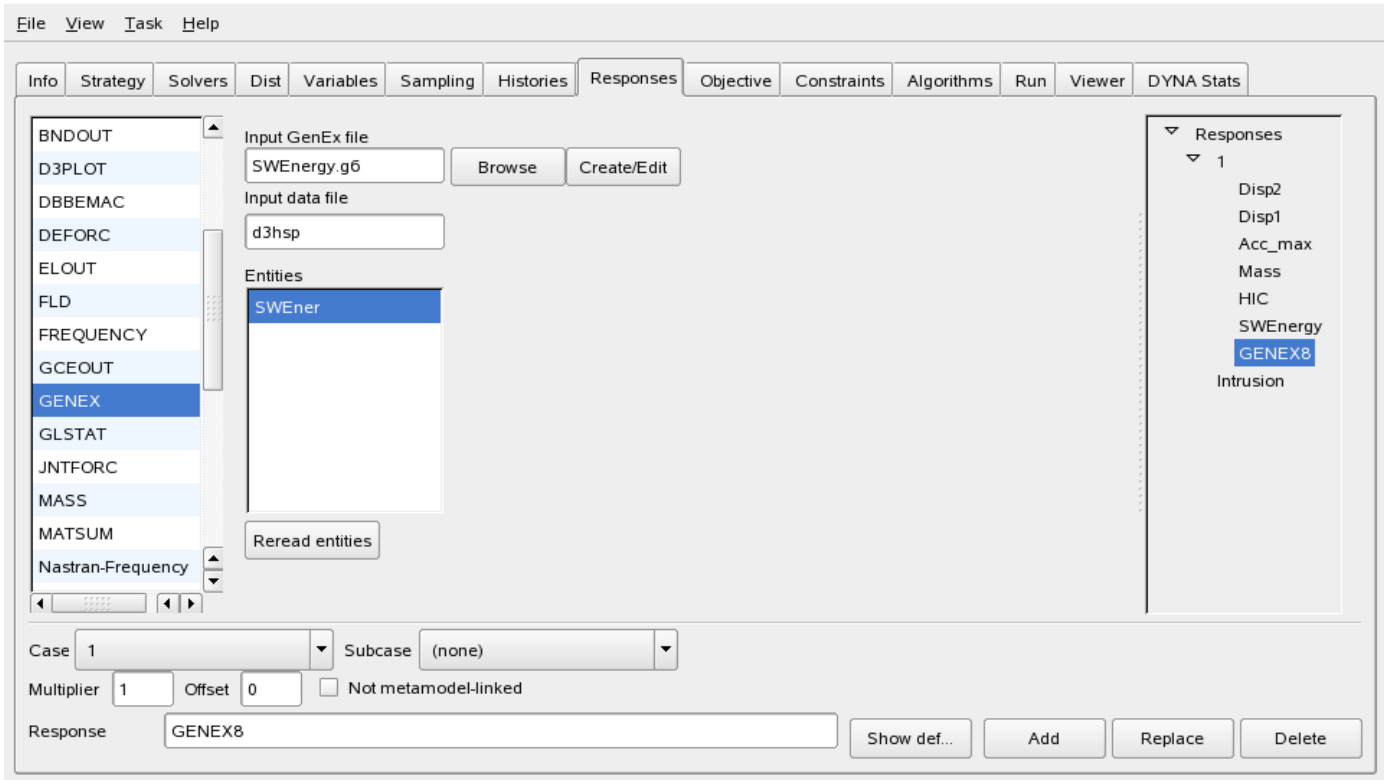 File View Task Help
Info Strategy Solvers Dist Variables Sampling Histories Responses Objective Constraints Algorithms Run Viewer DYNA Stats
BNDOUT
D3PLOT
DBBEMAC
DEFORC
ELOUT
FLD
FREQUENCY
GCEOUT
GENEX
GLSTAT
JNTFORC
MASS
MATSUM
Nastran-Frequency
Input GenEx file
SWEnergy.g6 Browse Create/Edit
Input data file
d3hsp
Entities
SWEner
Reread entities
Responses
1
Disp2
Disp1
Acc_max
Mass
HIC
SWEnergy
GENEX8
Intrusion
Case 1 Subcase (none)
Multiplier 1 Offset 0 Not metamodel-linked
Response GENEX8 Show def... Add Replace Delete